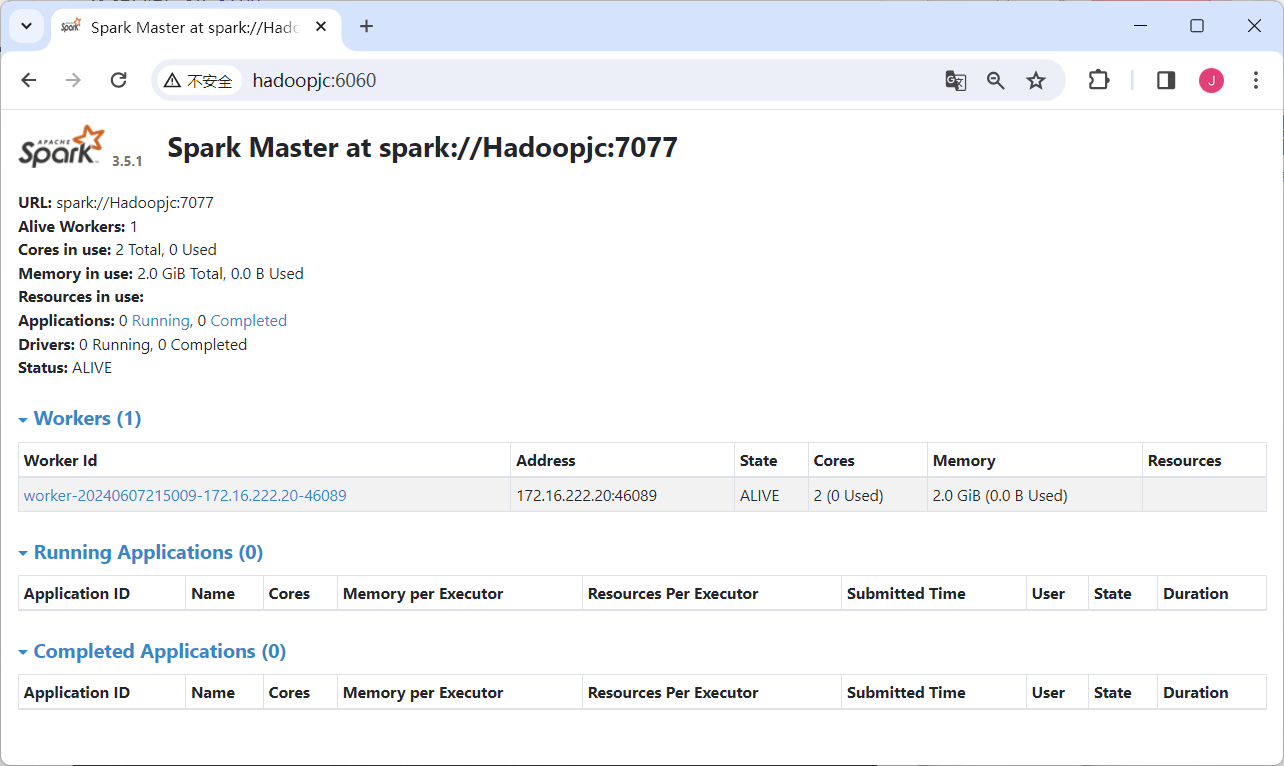 Spark Master at spark://Hado
不安全 hadoopjc:6060
J
APACHE Spark 3.5.1 Spark Master at spark://Hadoopjc:7077
URL: spark://Hadoopjc:7077
Alive Workers: 1
Cores in use: 2 Total, 0 Used
Memory in use: 2.0 GiB Total, 0.0 B Used
Resources in use:
Applications: 0 Running, 0 Completed
Drivers: 0 Running, 0 Completed
Status: ALIVE
Workers (1)
Worker Id Address State Cores Memory Resources
worker-20240607215009-172.16.222.20-46089 172.16.222.20:46089 ALIVE 2 (0 Used) 2.0 GiB (0.0 B Used)
Running Applications (0)
Application ID Name Cores Memory per Executor Resources Per Executor Submitted Time User State Duration
Completed Applications (0)
Application ID Name Cores Memory per Executor Resources Per Executor Submitted Time User State Duration